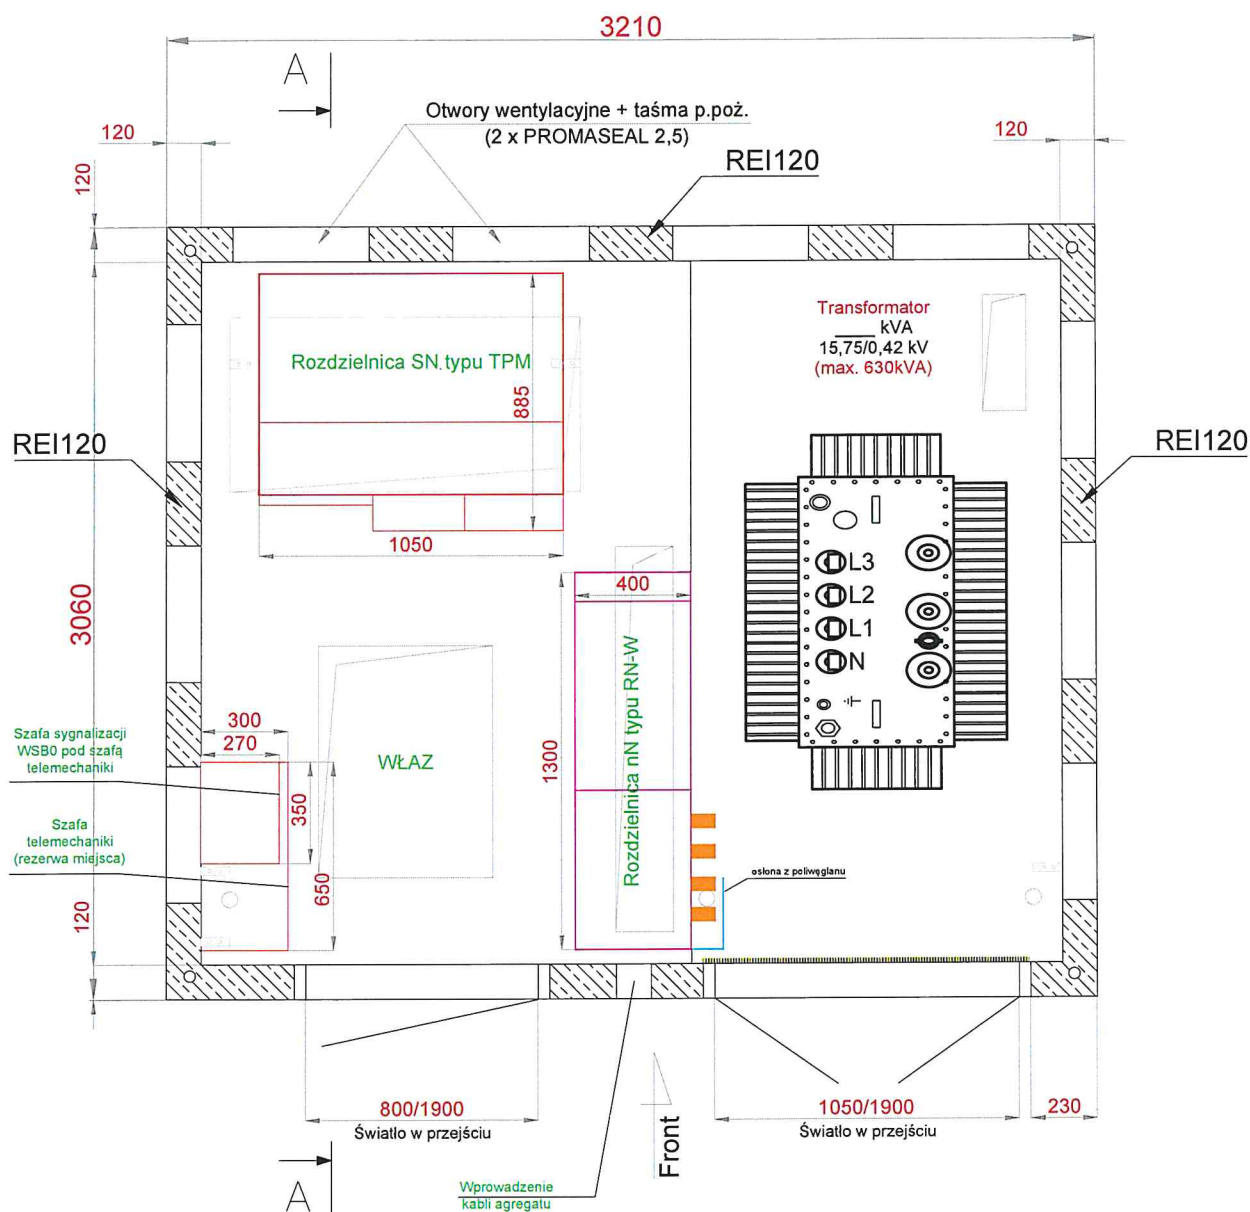 3210
A
Otwory wentylacyjne + taśma p.poż.
(2 x PROMASEAL 2,5)
120
120
120
REI120
Transformator
____ kVA
15,75/0,42 kV
(max. 630kVA)
Rozdzielnica SN typu TPM
885
REI120
REI120
1050
L3
L2
L1
N
400
3060
Rozdzielnica nN typu RN-W
1300
Szafa sygnalizacji
WSB0 pod szafą
telemechaniki
300
270
WŁAZ
350
Szafa
telemechaniki
(rezerwa miejsca)
650
osłona z poliwęglanu
120
800/1900
Światło w przejściu
Front
1050/1900
Światło w przejściu
230
A
Wprowadzenie
kabli agregatu